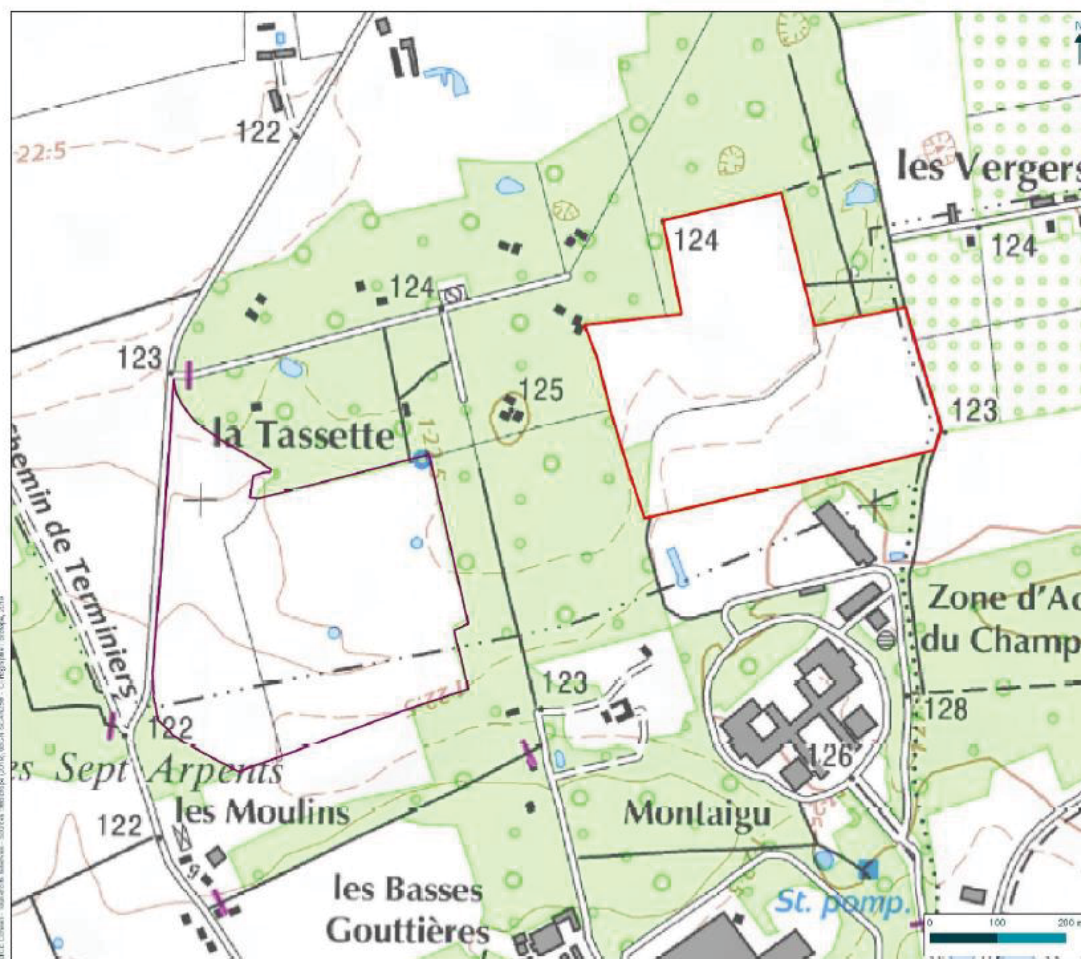 N
122
22:5
les Vergers
124
124
124
123
125
123
la Tassette
Chemin de Terminiers
Zone d'Ac
du Champ
123
128
122
es Sept Arpents
126
les Moulins
Montaigu
122
les Basses
Gouttières
St. pomp.
0 100 200 m